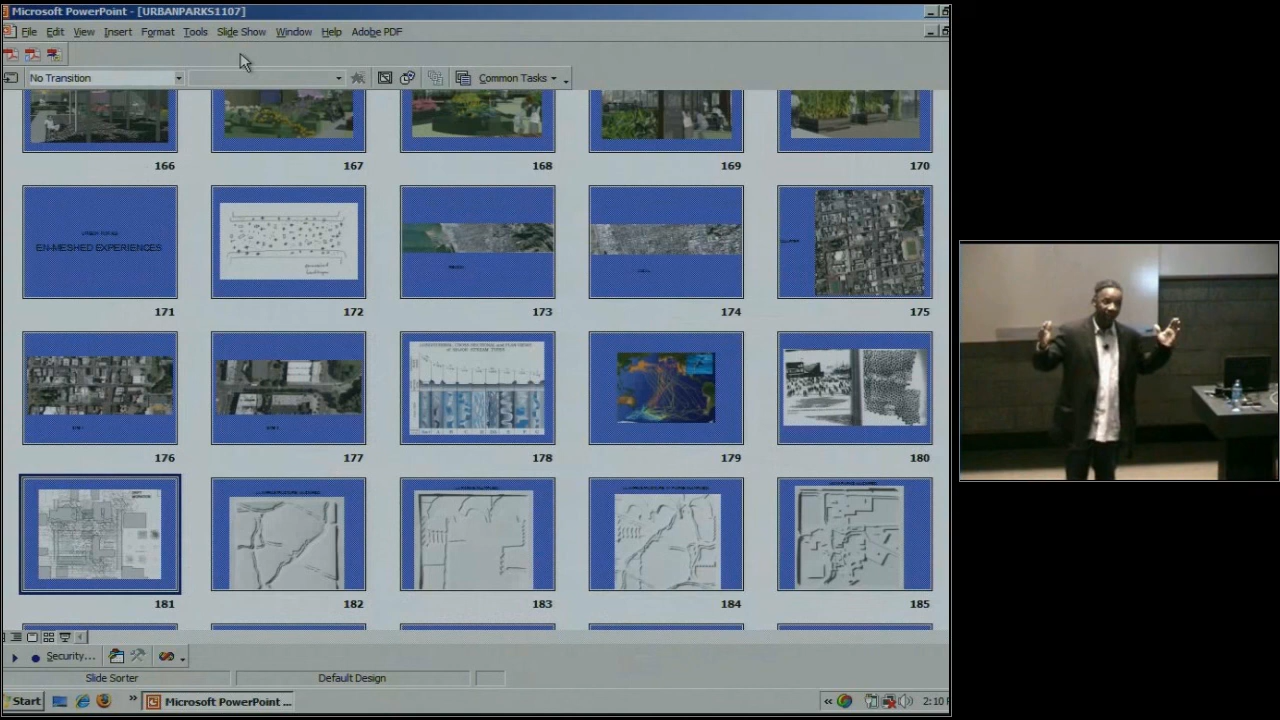 Microsoft PowerPoint - [URBANPARKS1107]
File Edit View Insert Format Tools Slide Show Window Help Adobe PDF
No Transition
Common Tasks
166 167 168 169 170
EN-MESHED EXPERIENCES
171 172 173 174 175
176 177 178 179 180
181 182 183 184 185
Security...
Slide Sorter Default Design
Start Microsoft PowerPoint ... 2:10